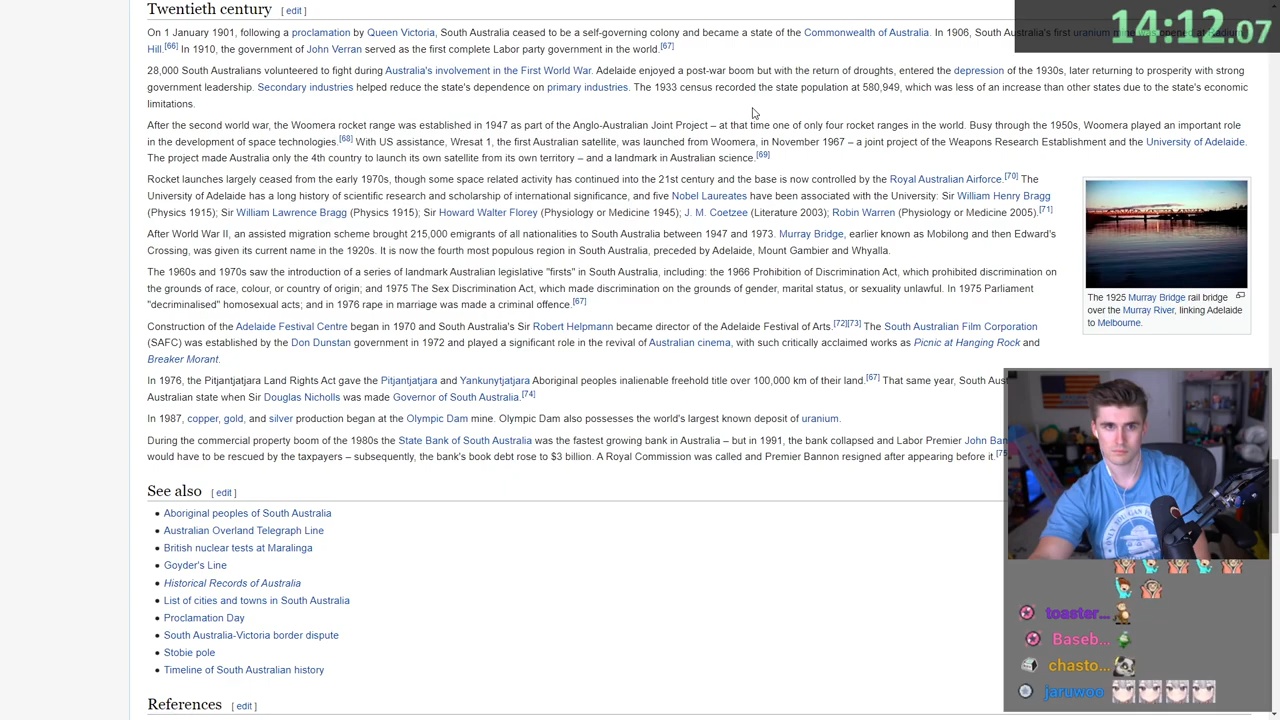 14:12.07
Twentieth century [ edit ]
On 1 January 1901, following a proclamation by Queen Victoria, South Australia ceased to be a self-governing colony and became a state of the Commonwealth of Australia. In 1906, South Australia's first uranium
Hill.[66] In 1910, the government of John Verran served as the first complete Labor party government in the world.[67]
28,000 South Australians volunteered to fight during Australia's involvement in the First World War. Adelaide enjoyed a post-war boom but with the return of droughts, entered the depression of the 1930s, later returning to prosperity with strong
government leadership. Secondary industries helped reduce the state's dependence on primary industries. The 1933 census recorded the state population at 580,949, which was less of an increase than other states due to the state's economic
limitations.
After the second world war, the Woomera rocket range was established in 1947 as part of the Anglo-Australian Joint Project – at that time one of only four rocket ranges in the world. Busy through the 1950s, Woomera played an important role
in the development of space technologies.[68] With US assistance, Wresat 1, the first Australian satellite, was launched from Woomera, in November 1967 – a joint project of the Weapons Research Establishment and the University of Adelaide.
The project made Australia only the 4th country to launch its own satellite from its own territory – and a landmark in Australian science.[69]
Rocket launches largely ceased from the early 1970s, though some space related activity has continued into the 21st century and the base is now controlled by the Royal Australian Airforce.[70] The
University of Adelaide has a long history of scientific research and scholarship of international significance, and five Nobel Laureates have been associated with the University: Sir William Henry Bragg
(Physics 1915); Sir William Lawrence Bragg (Physics 1915); Sir Howard Walter Florey (Physiology or Medicine 1945); J. M. Coetzee (Literature 2003); Robin Warren (Physiology or Medicine 2005).[71]
After World War II, an assisted migration scheme brought 215,000 emigrants of all nationalities to South Australia between 1947 and 1973. Murray Bridge, earlier known as Mobilong and then Edward's
Crossing, was given its current name in the 1920s. It is now the fourth most populous region in South Australia, preceded by Adelaide, Mount Gambier and Whyalla.
The 1960s and 1970s saw the introduction of a series of landmark Australian legislative "firsts" in South Australia, including: the 1966 Prohibition of Discrimination Act, which prohibited discrimination on
the grounds of race, colour, or country of origin; and 1975 The Sex Discrimination Act, which made discrimination on the grounds of gender, marital status, or sexuality unlawful. In 1975 Parliament
"decriminalised" homosexual acts; and in 1976 rape in marriage was made a criminal offence.[67]
The 1925 Murray Bridge rail bridge
over the Murray River, linking Adelaide
to Melbourne.
Construction of the Adelaide Festival Centre began in 1970 and South Australia's Sir Robert Helpmann became director of the Adelaide Festival of Arts.[72][73] The South Australian Film Corporation
(SAFC) was established by the Don Dunstan government in 1972 and played a significant role in the revival of Australian cinema, with such critically acclaimed works as Picnic at Hanging Rock and
Breaker Morant.
In 1976, the Pitjantjatjara Land Rights Act gave the Pitjantjatjara and Yankunytjatjara Aboriginal peoples inalienable freehold title over 100,000 km of their land.[67] That same year, South Aus
Australian state when Sir Douglas Nicholls was made Governor of South Australia.[74]
In 1987, copper, gold, and silver production began at the Olympic Dam mine. Olympic Dam also possesses the world's largest known deposit of uranium.
During the commercial property boom of the 1980s the State Bank of South Australia was the fastest growing bank in Australia – but in 1991, the bank collapsed and Labor Premier John Ban
would have to be rescued by the taxpayers – subsequently, the bank's book debt rose to $3 billion. A Royal Commission was called and Premier Bannon resigned after appearing before it.[75
See also [ edit ]
Aboriginal peoples of South Australia
Australian Overland Telegraph Line
British nuclear tests at Maralinga
Goyder's Line
Historical Records of Australia
List of cities and towns in South Australia
Proclamation Day
South Australia-Victoria border dispute
Stobie pole
Timeline of South Australian history
References [ edit ]
toaster...
Baseb...
chasto...
jaruwoo